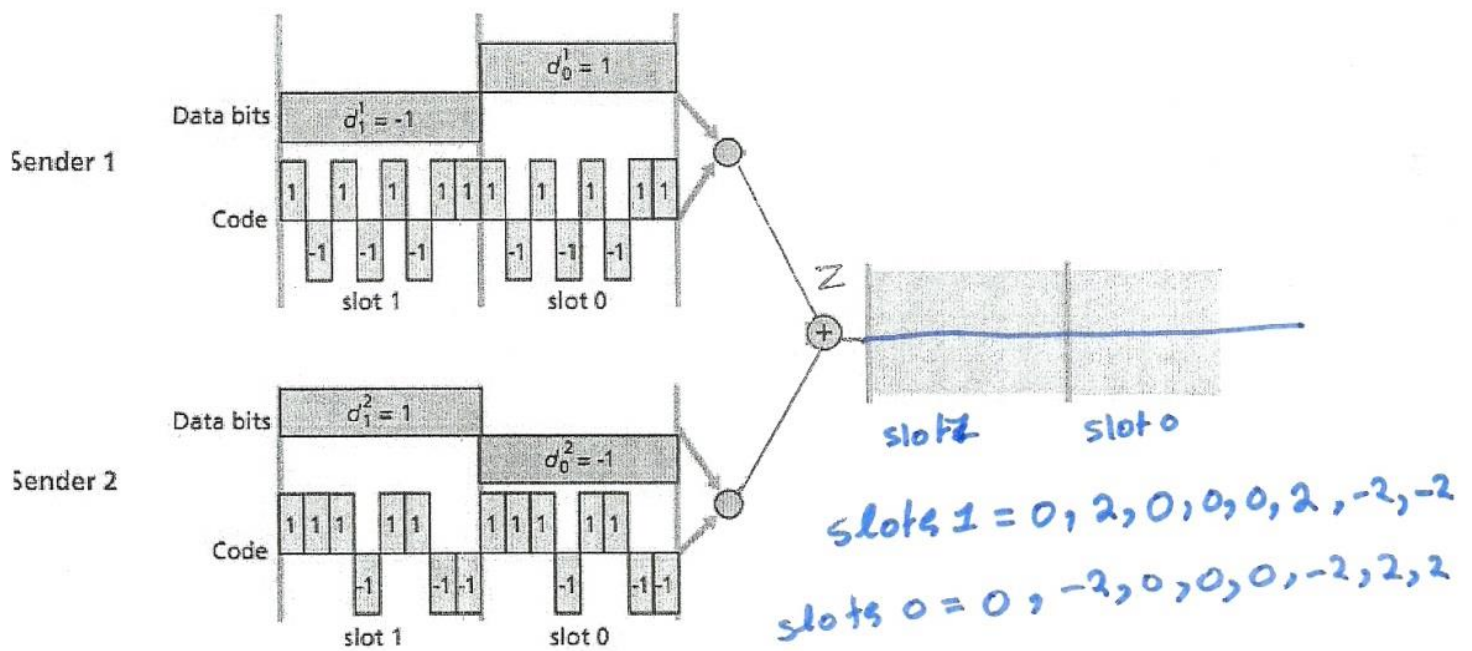 d₀¹ = 1
Data bits
d₁¹ = -1
Sender 1
1 1 1 1 1 1 1 1 1 1
Code
-1 -1 -1 -1 -1 -1
slot 1 slot 0
Z
+
Data bits
d₁² = 1
d₀² = -1
slot 1 slot 0
Sender 2
1 1 1 1 1 1 1 1 1 1
Code
-1 -1 -1 -1 -1 -1
slot 1 slot 0
slots 1 = 0, 2, 0, 0, 0, 2, -2, -2
slots 0 = 0, -2, 0, 0, 0, -2, 2, 2